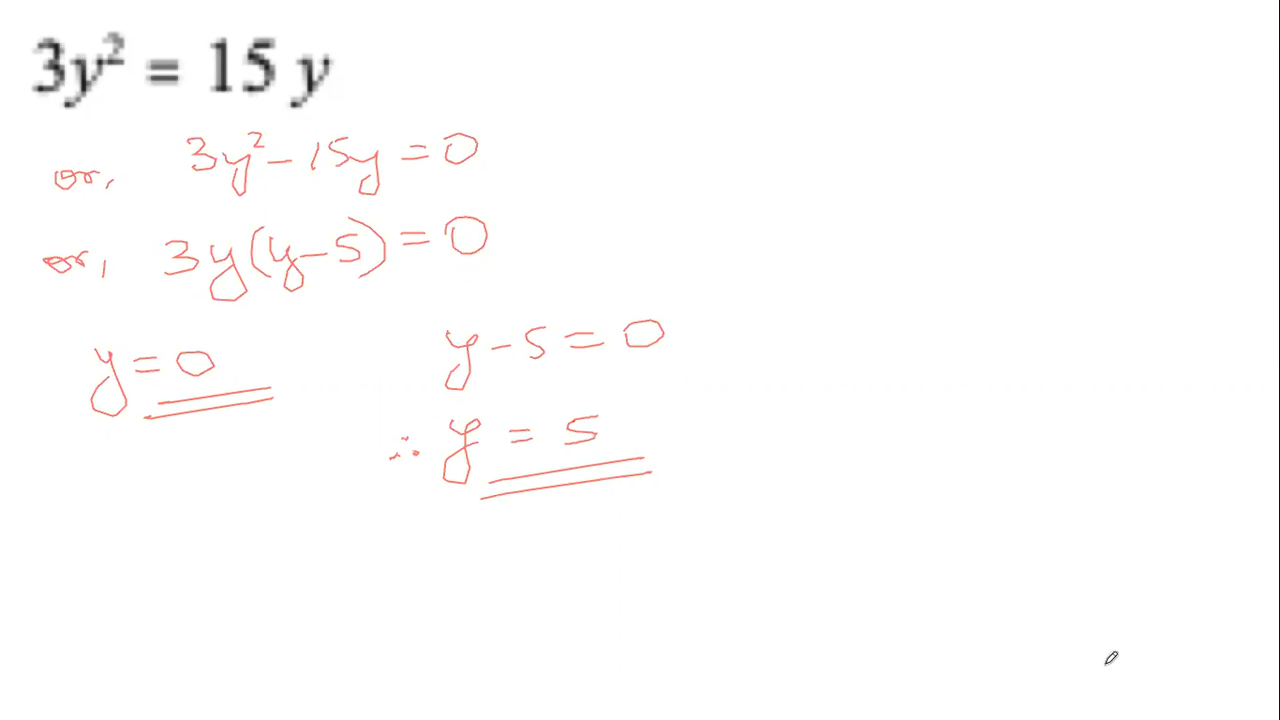 3y² = 15 y
or, 3y² - 15y = 0
or, 3y(y - 5) = 0
y = 0
y - 5 = 0
∴ y = 5